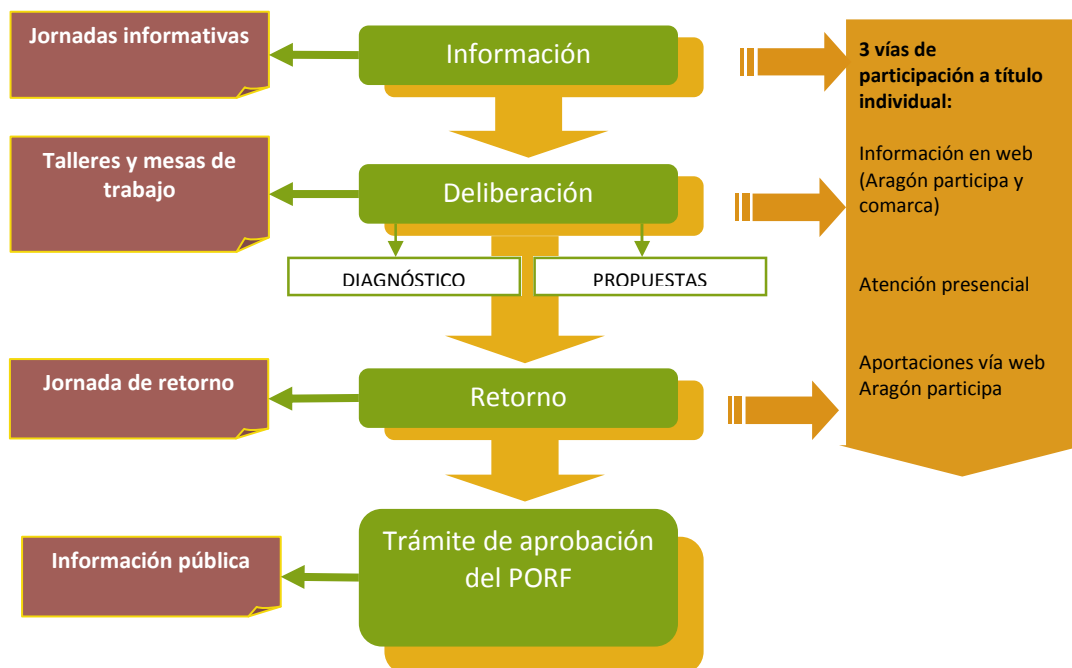 Jornadas informativas
Información
3 vías de
participación a título
individual:
Talleres y mesas de
trabajo
Deliberación
Información en web
(Aragón participa y
comarca)
DIAGNÓSTICO
PROPUESTAS
Atención presencial
Jornada de retorno
Retorno
Aportaciones vía web
Aragón participa
Información pública
Trámite de aprobación
del PORF